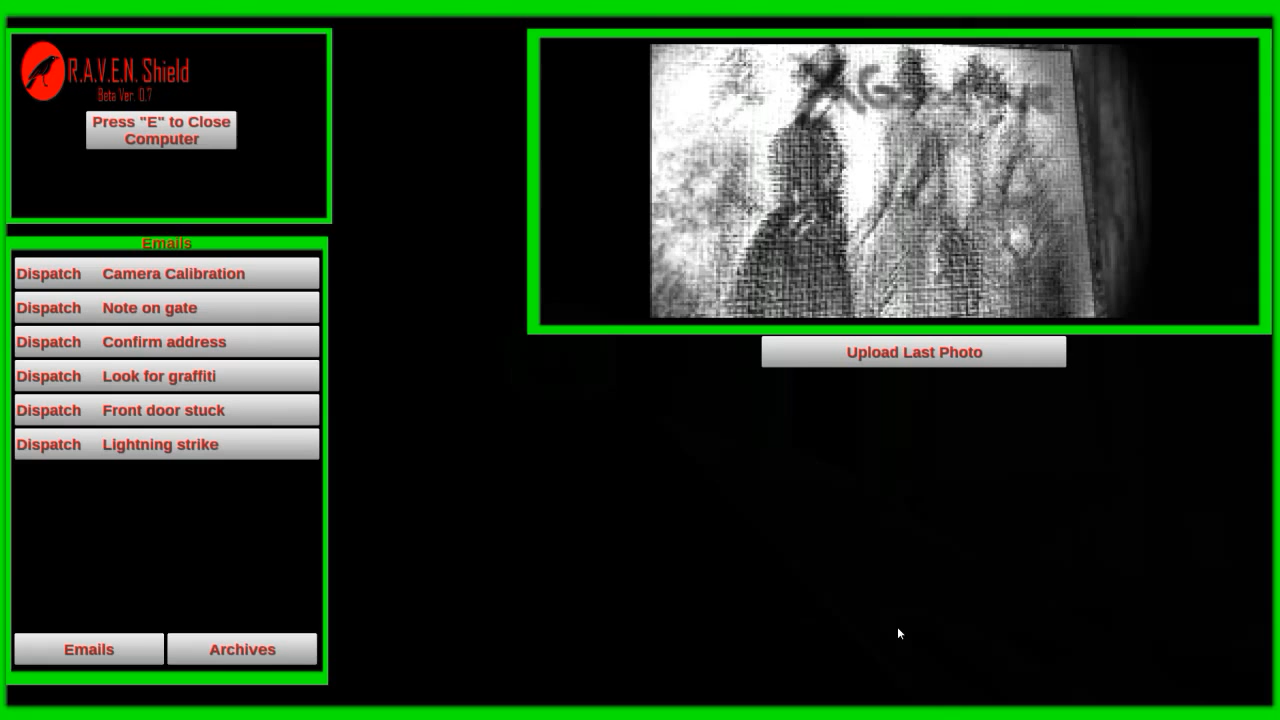 R.A.V.E.N. Shield
Beta Ver. 0.7
Press "E" to Close
Computer
Emails
Dispatch Camera Calibration
Dispatch Note on gate
Dispatch Confirm address
Dispatch Look for graffiti
Dispatch Front door stuck
Dispatch Lightning strike
Emails Archives
Upload Last Photo